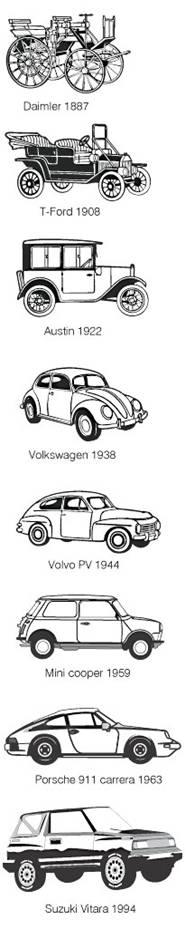 Daimler 1887
T-Ford 1908
Austin 1922
Volkswagen 1938
Volvo PV 1944
Mini cooper 1959
Porsche 911 carrera 1963
Suzuki Vitara 1994